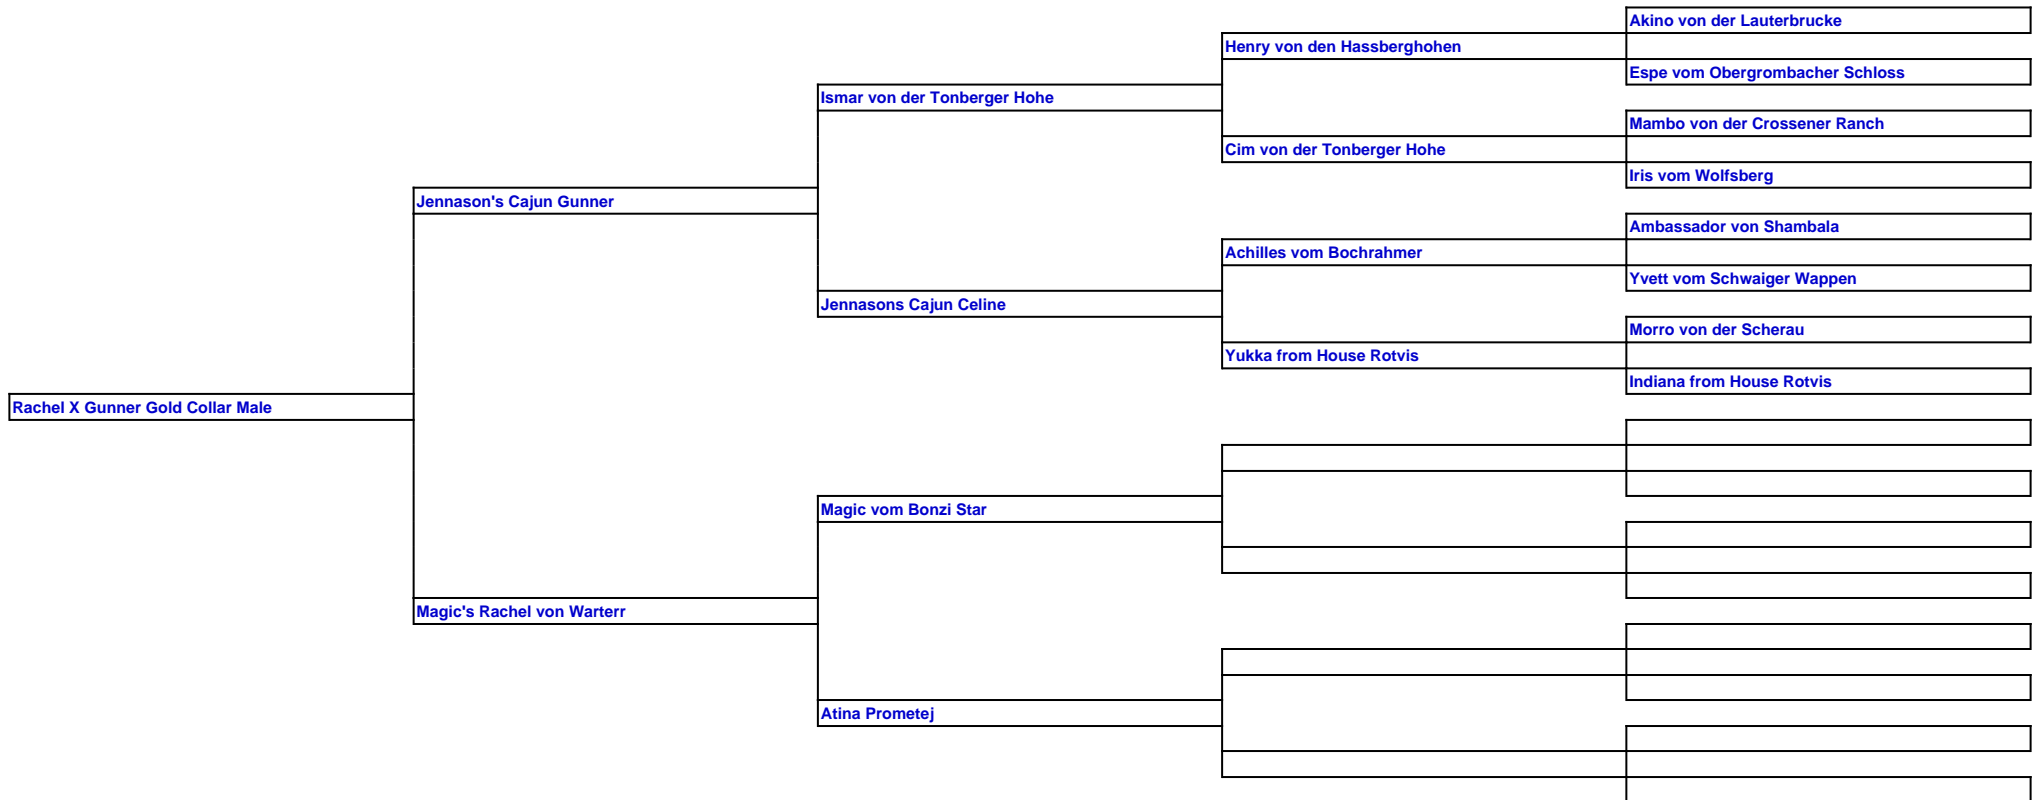 Akino von der Lauterbrucke
Henry von den Hassberghohen
Espe vom Obergrombacher Schloss
Ismar von der Tonberger Hohe
Mambo von der Crossener Ranch
Cim von der Tonberger Hohe
Iris vom Wolfsberg
Jennason's Cajun Gunner
Ambassador von Shambala
Achilles vom Bochrahmer
Yvett vom Schwaiger Wappen
Jennasons Cajun Celine
Morro von der Scherau
Yukka from House Rotvis
Indiana from House Rotvis
Rachel X Gunner Gold Collar Male
Magic vom Bonzi Star
Magic's Rachel von Warterr
Atina Prometej